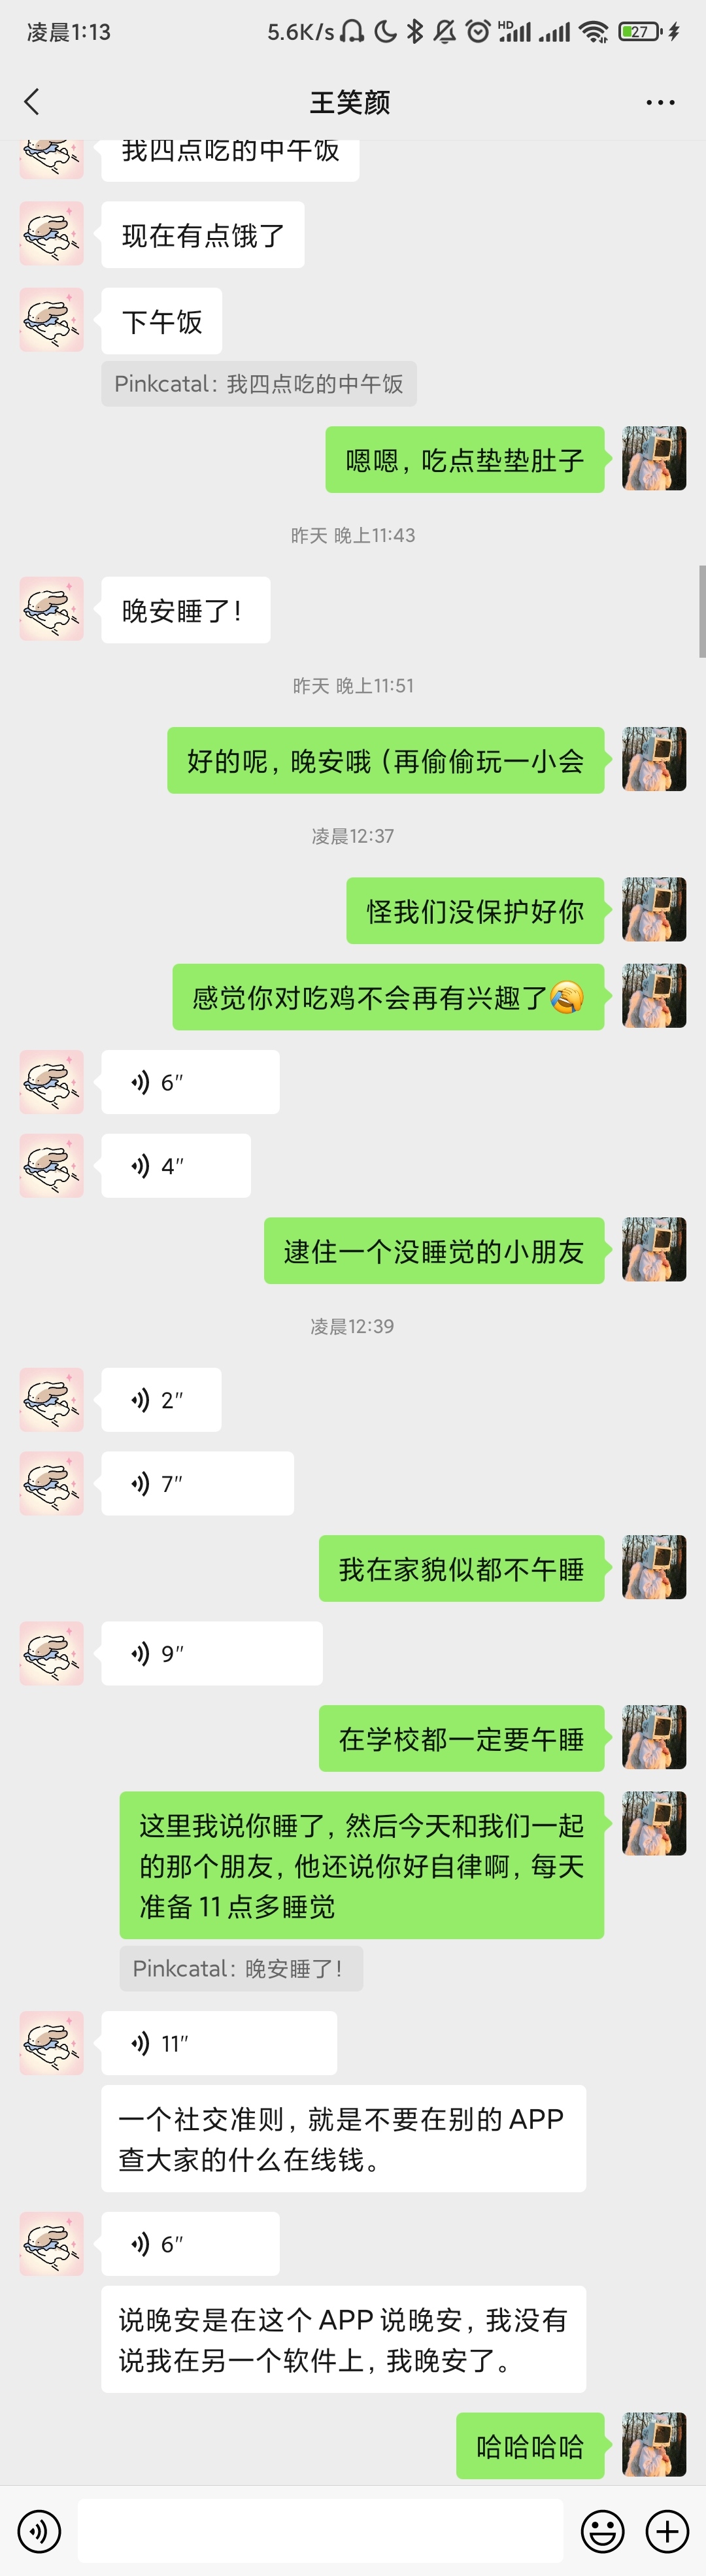 凌晨1:13
5.6K/s
HD
27
王笑颜
我四点吃的中午饭
现在有点饿了
下午饭
Pinkcatal: 我四点吃的中午饭
嗯嗯，吃点垫垫肚子
昨天 晚上11:43
晚安睡了！
昨天 晚上11:51
好的呢，晚安哦（再偷偷玩一小会
凌晨12:37
怪我们没保护好你
感觉你对吃鸡不会再有兴趣了
6″
4″
逮住一个没睡觉的小朋友
凌晨12:39
2″
7″
我在家貌似都不午睡
9″
在学校都一定要午睡
这里我说你睡了，然后今天和我们一起
的那个朋友，他还说你好自律啊，每天
准备11点多睡觉
Pinkcatal: 晚安睡了！
11″
一个社交准则，就是不要在别的APP
查大家的什么在线钱。
6″
说晚安是在这个APP说晚安，我没有
说我在另一个软件上，我晚安了。
哈哈哈哈